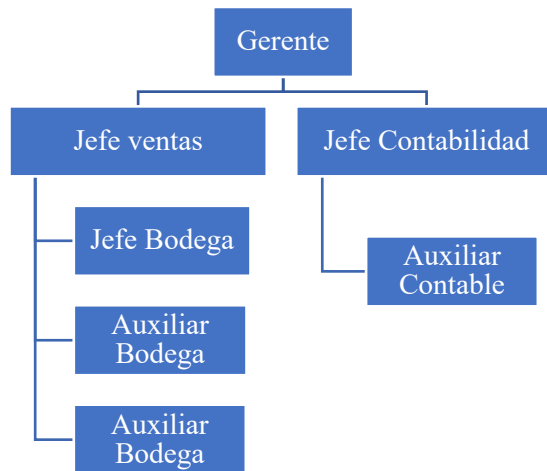 Gerente
Jefe ventas
Jefe Contabilidad
Jefe Bodega
Auxiliar
Contable
Auxiliar
Bodega
Auxiliar
Bodega